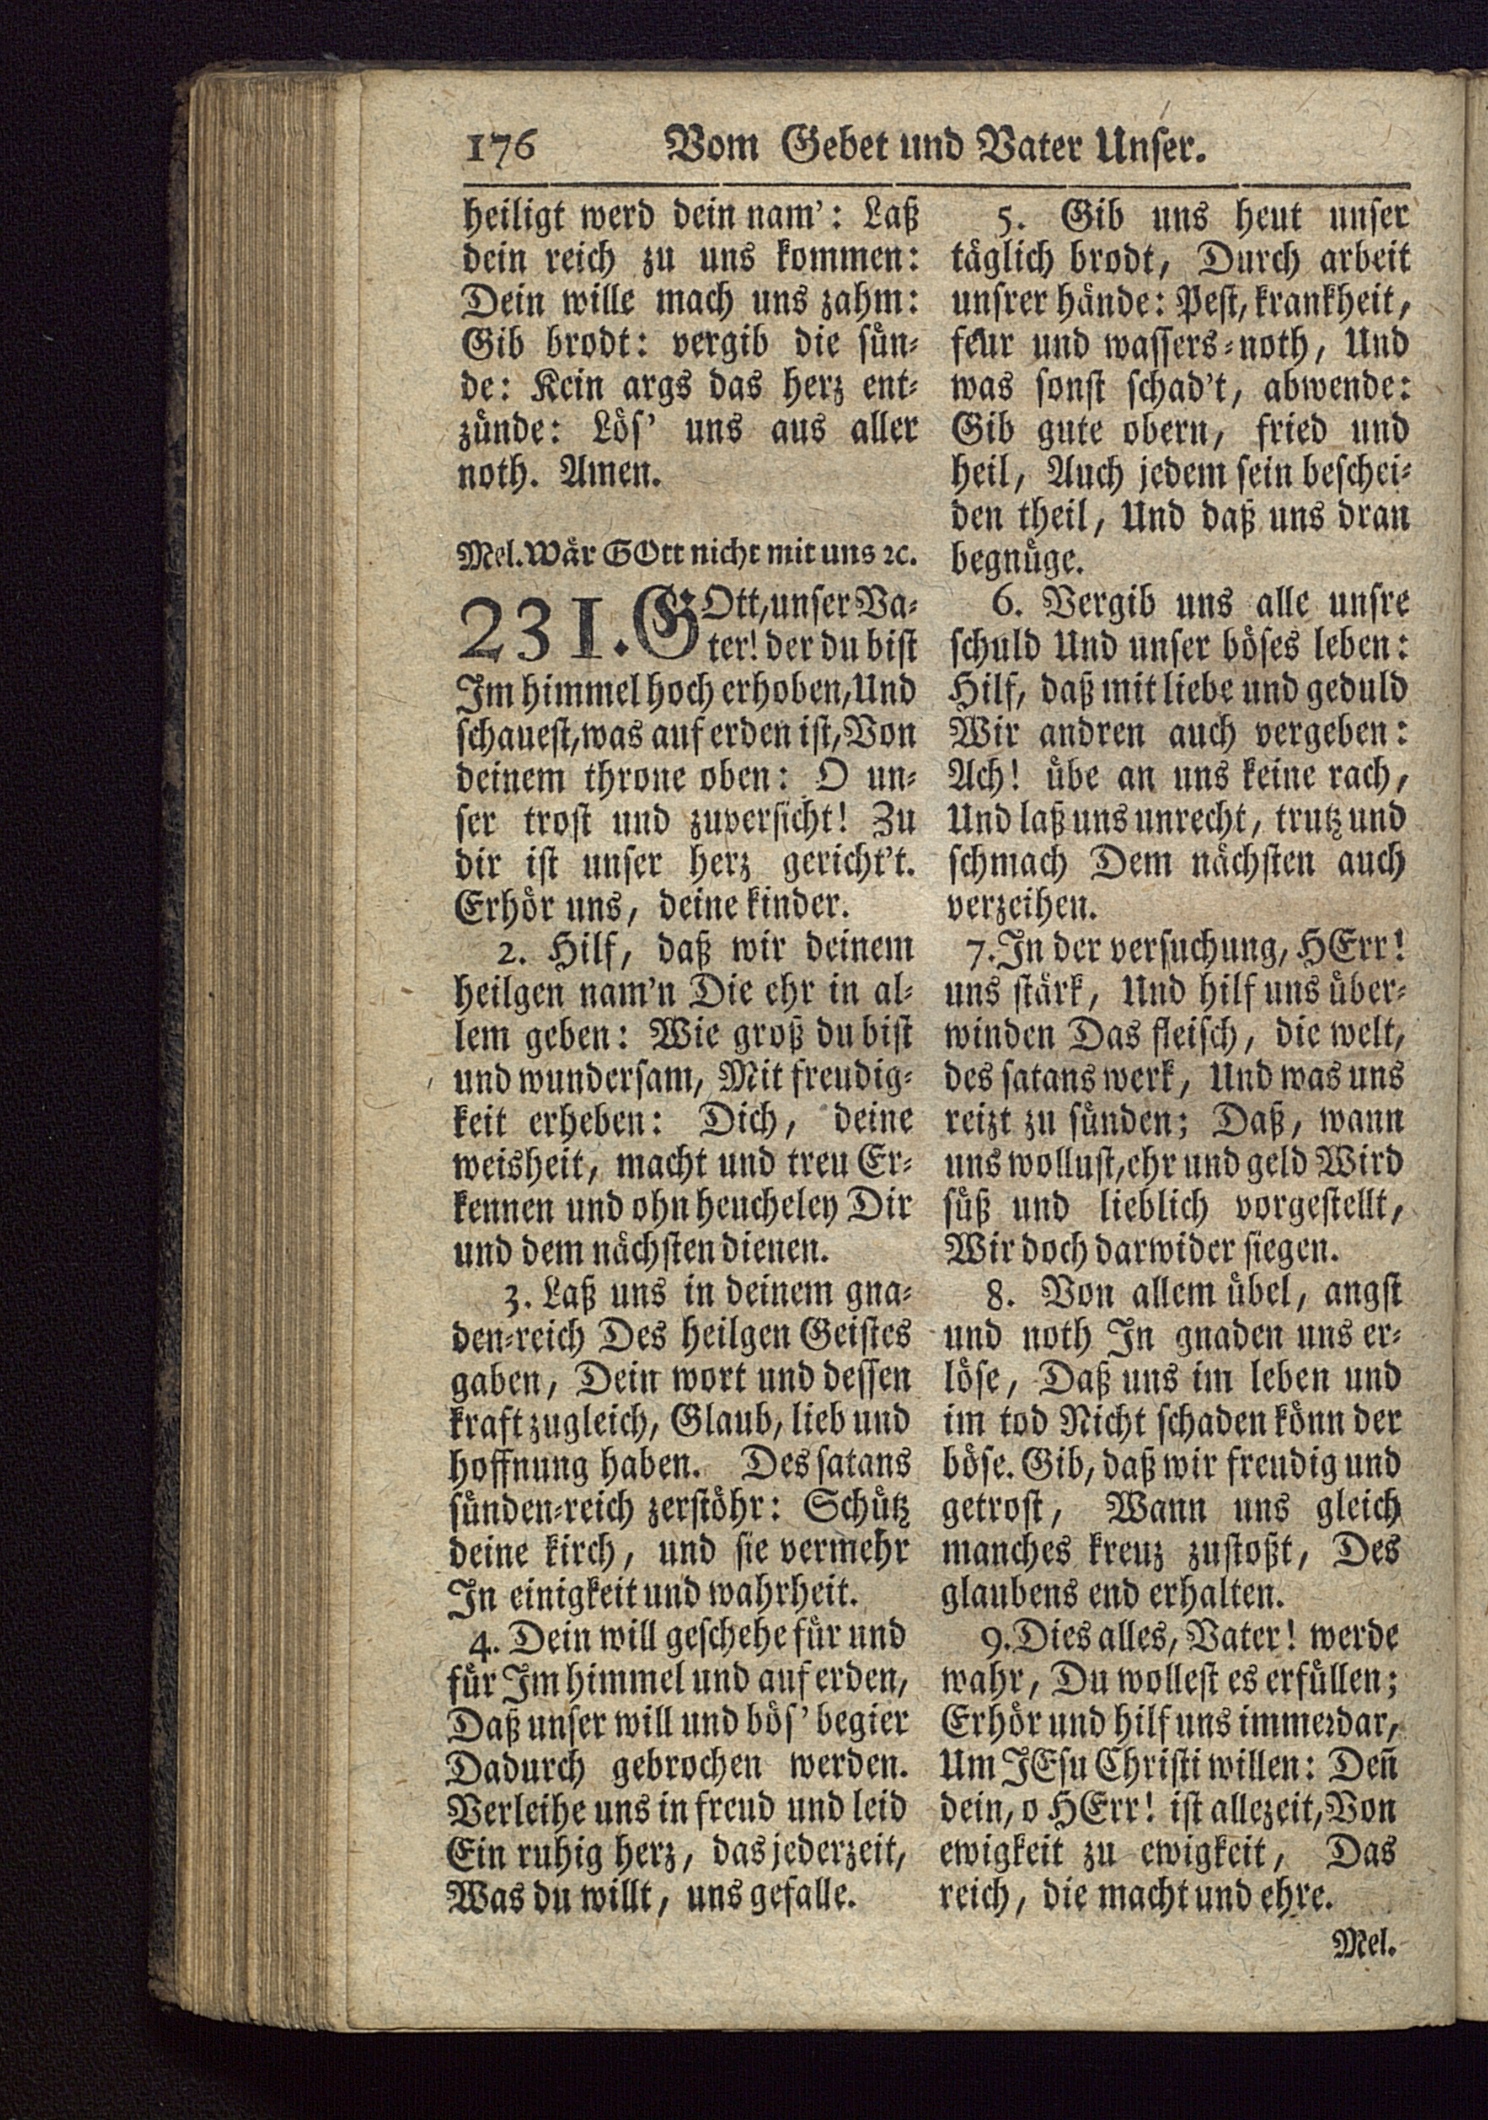 176 Vom Gebet und Vater Unser.
heiligt werd dein nam': Laß
dein reich zu uns kommen:
Dein wille mach uns zahm:
Gib brodt: vergib die sün-
de: Kein args das herz ent-
zünde: Lös' uns aus aller
noth. Amen.
Mel. Wär GOtt nicht mit uns ꝛc.
231. GOtt, unser Va-
ter! der du bist
Im himmel hoch erhoben, Und
schauest, was auf erden ist, Von
deinem throne oben: O un-
ser trost und zuversicht! Zu
dir ist unser herz gericht't.
Erhör uns, deine kinder.
2. Hilf, daß wir deinem
heilgen nam'n Die ehr in al-
lem geben: Wie groß du bist
und wundersam, Mit freudig-
keit erheben: Dich, deine
weisheit, macht und treu Er-
kennen und ohn heucheley Dir
und dem nächsten dienen.
3. Laß uns in deinem gna-
den-reich Des heilgen Geistes
gaben, Dein wort und dessen
kraft zugleich, Glaub, lieb und
hoffnung haben. Des satans
sünden-reich zerstöhr: Schütz
deine kirch, und sie vermehr
In einigkeit und wahrheit.
4. Dein will geschehe für und
für Im himmel und auf erden,
Daß unser will und bös' begier
Dadurch gebrochen werden.
Verleihe uns in freud und leid
Ein ruhig herz, das jederzeit,
Was du willt, uns gefalle.
5. Gib uns heut unser
täglich brodt, Durch arbeit
unsrer hände: Pest, krankheit,
feur und wassers-noth, Und
was sonst schad't, abwende:
Gib gute obern, fried und
heil, Auch jedem sein beschei-
den theil, Und daß uns dran
begnüge.
6. Vergib uns alle unsre
schuld Und unser böses leben:
Hilf, daß mit liebe und geduld
Wir andren auch vergeben:
Ach! übe an uns keine rach,
Und laß uns unrecht, trutz und
schmach Dem nächsten auch
verzeihen.
7. In der versuchung, HErr!
uns stärk, Und hilf uns über-
winden Das fleisch, die welt,
des satans werk, Und was uns
reizt zu sünden; Daß, wann
uns wollust, ehr und geld Wird
süß und lieblich vorgestellt,
Wir doch darwider siegen.
8. Von allem übel, angst
und noth In gnaden uns er-
löse, Daß uns im leben und
im tod Nicht schaden könn der
böse. Gib, daß wir freudig und
getrost, Wann uns gleich
manches kreuz zustoßt, Des
glaubens end erhalten.
9. Dies alles, Vater! werde
wahr, Du wollest es erfüllen;
Erhör und hilf uns immerdar,
Um JEsu Christi willen: Den̄
dein, o HErr! ist allezeit, Von
ewigkeit zu ewigkeit, Das
reich, die macht und ehre.
Mel.